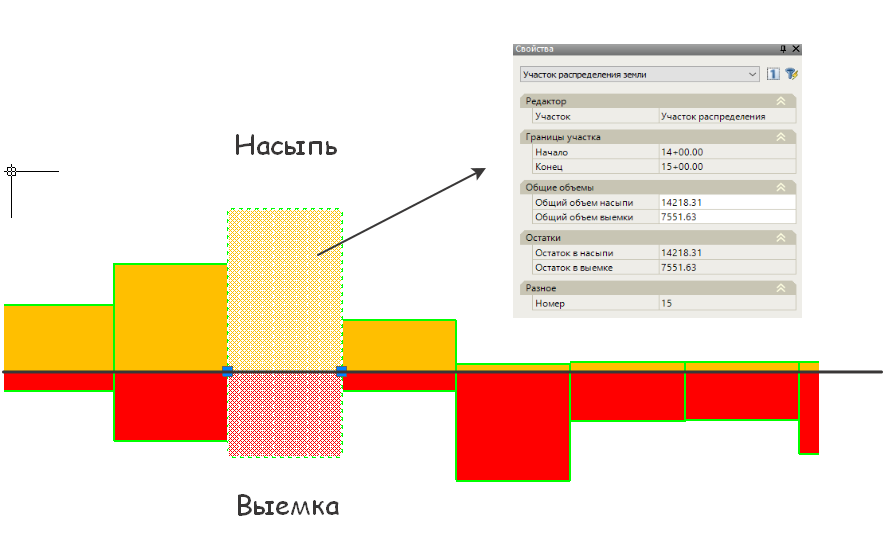 Свойства
Участок распределения земли
1
Редактор
Участок Участок распределения
Границы участка
Начало 14+00.00
Конец 15+00.00
Общие объемы
Общий объем насыпи 14218.31
Общий объем выемки 7551.63
Остатки
Остаток в насыпи 14218.31
Остаток в выемке 7551.63
Разное
Номер 15
Насыпь
Выемка